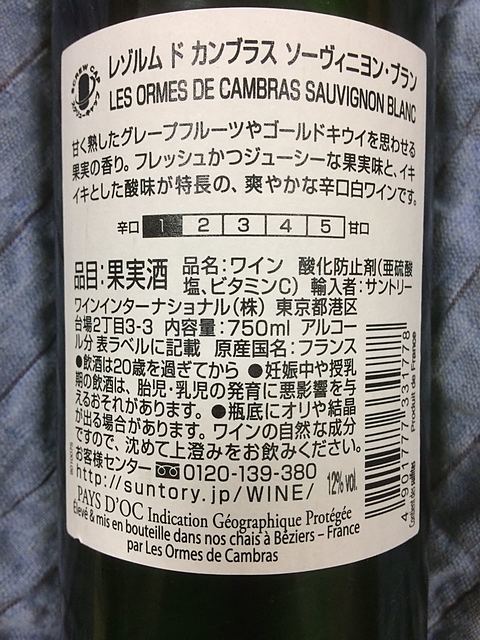 SCREW CAP
レゾルム ド カンブラス ソーヴィニヨン・ブラン
LES ORMES DE CAMBRAS SAUVIGNON BLANC
甘く熟したグレープフルーツやゴールドキウイを思わせる
果実の香り。フレッシュかつジューシーな果実味と、イキ
イキとした酸味が特長の、爽やかな辛口白ワインです。
辛口 1 2 3 4 5 甘口
品目:果実酒 品名:ワイン 酸化防止剤(亜硫酸
塩、ビタミンC) 輸入者:サントリー
ワインインターナショナル(株) 東京都港区
台場2丁目3-3 内容量:750ml アルコー
ル分 表ラベルに記載 原産国名:フランス
●飲酒は20歳を過ぎてから ●妊娠中や授乳
期の飲酒は、胎児・乳児の発育に悪影響を与
えるおそれがあります。 ●瓶底にオリや結晶
が出る場合があります。ワインの自然な成分
ですので、沈めて上澄みをお飲みください。
お客様センター 0120-139-380
http://suntory.jp/WINE/ 12% vol.
PAYS D'OC Indication Géographique Protégée
Elevé & mis en bouteille dans nos chais à Béziers – France
par Les Ormes de Cambras
4 901777 331778
Produit de France
Contient des sulfites